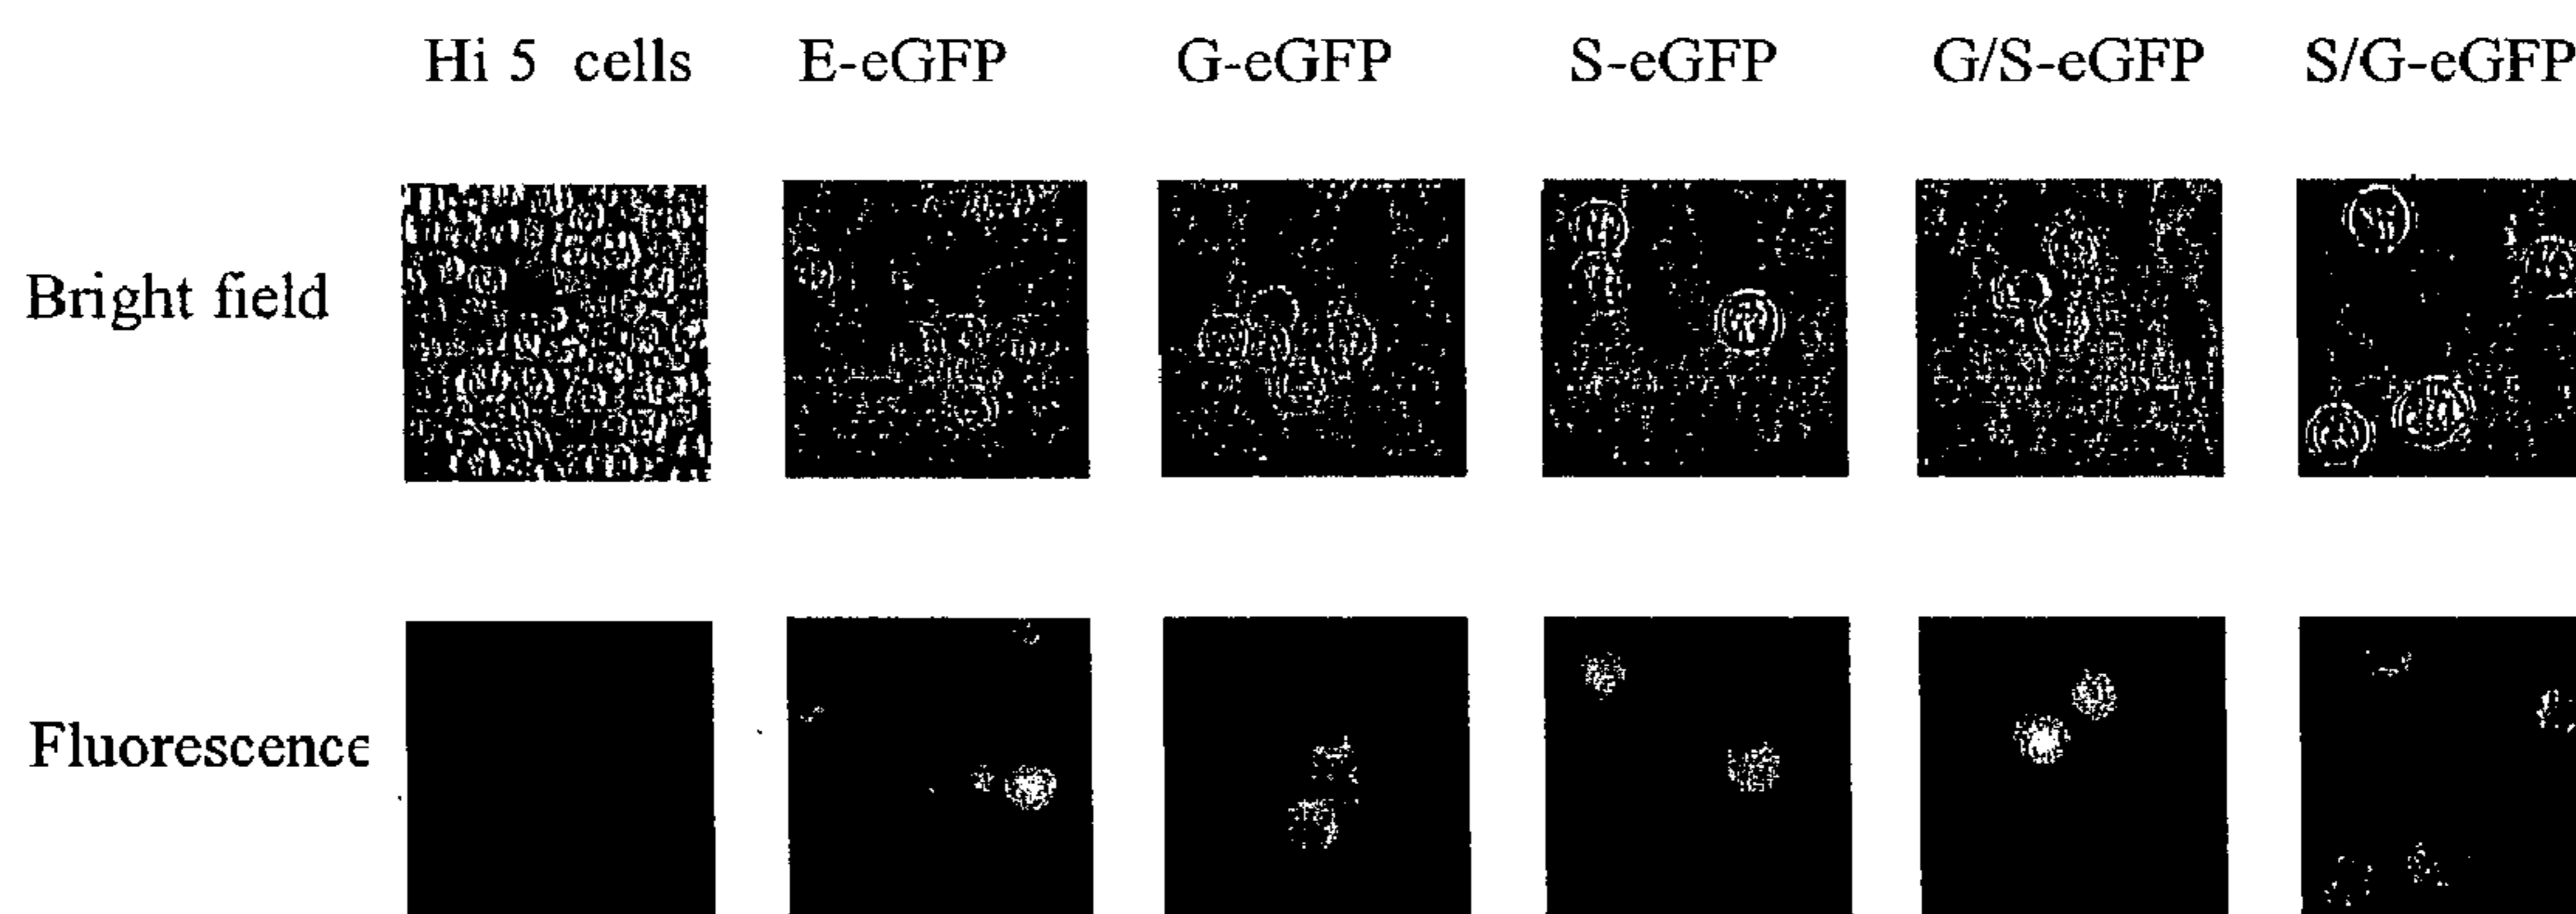 Hi 5 cells E-eGFP G-eGFP S-eGFP G/S-eGFP S/G-eGFP
Bright field
Fluorescence